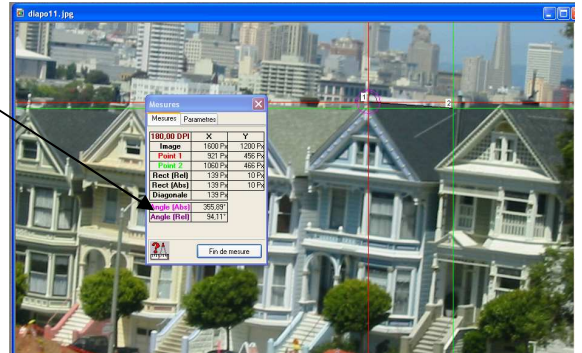 diapo11.jpg
Mesures
Mesures Parametres
180,00 DPI X Y
Image 1600 Px 1200 Px
Point 1 921 Px 456 Px
Point 2 1060 Px 466 Px
Rect (Rel) 139 Px 10 Px
Rect (Abs) 139 Px 10 Px
Diagonale 139 Px
Angle (Abs) 355,89°
Angle (Rel) 94,11°
Fin de mesure
1
2